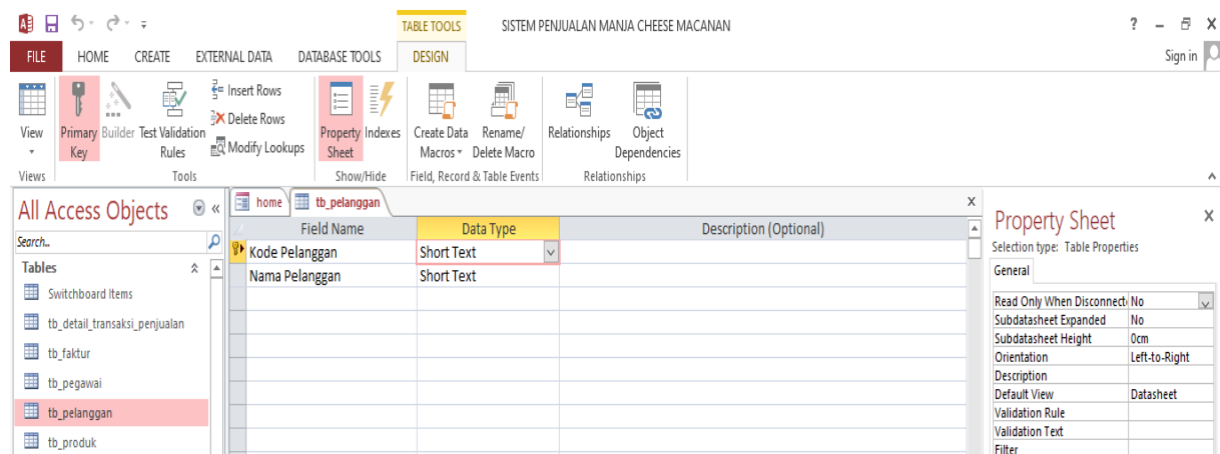 TABLE TOOLS
SISTEM PENJUALAN MANJA CHEESE MACANAN
?
FILE HOME CREATE EXTERNAL DATA DATABASE TOOLS DESIGN Sign in
View
Primary Key
Builder
Test Validation Rules
Insert Rows
Delete Rows
Modify Lookups
Property Sheet
Indexes
Create Data Macros
Rename/ Delete Macro
Relationships
Object Dependencies
Views Tools Show/Hide Field, Record & Table Events Relationships
All Access Objects
Search..
Tables
Switchboard Items
tb_detail_transaksi_penjualan
tb_faktur
tb_pegawai
tb_pelanggan
tb_produk
home tb_pelanggan
Field Name Data Type Description (Optional)
Kode Pelanggan Short Text
Nama Pelanggan Short Text
Property Sheet
Selection type: Table Properties
General
Read Only When Disconnect No
Subdatasheet Expanded No
Subdatasheet Height 0cm
Orientation Left-to-Right
Description
Default View Datasheet
Validation Rule
Validation Text
Filter